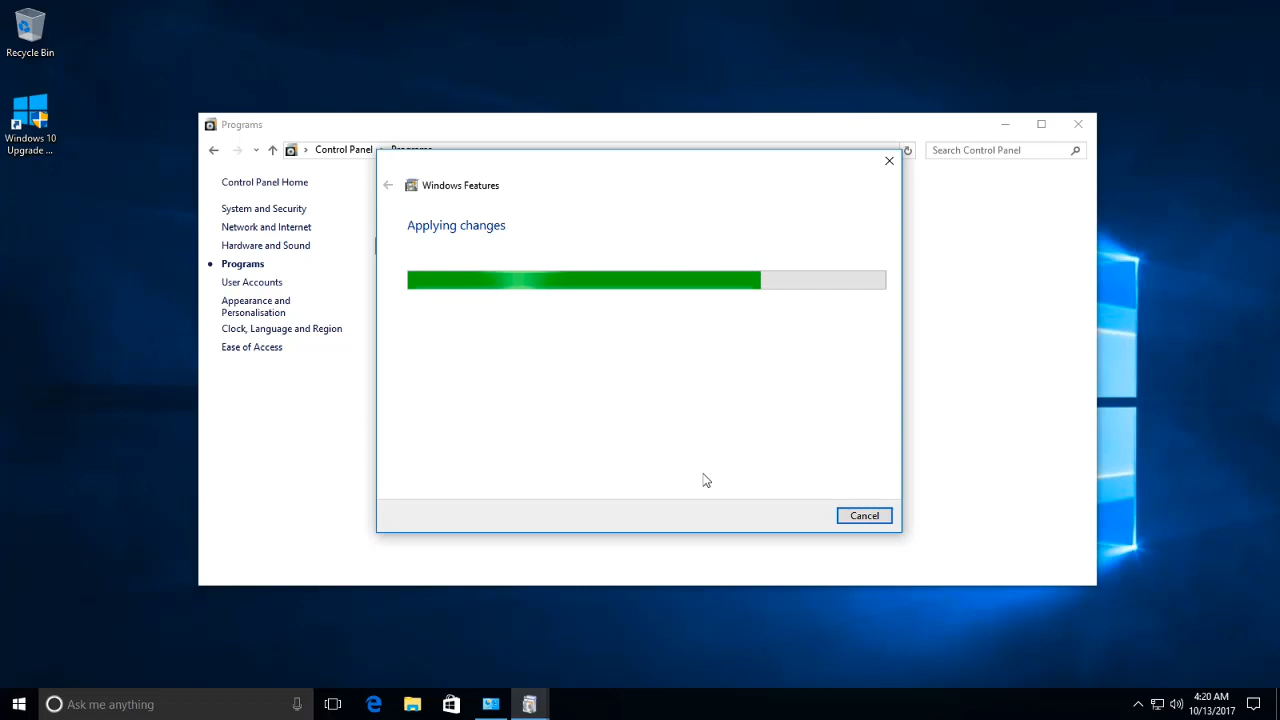 Recycle Bin
Windows 10
Upgrade ...
Programs
Control Panel
Search Control Panel
Control Panel Home
System and Security
Network and Internet
Hardware and Sound
Programs
User Accounts
Appearance and
Personalisation
Clock, Language and Region
Ease of Access
Windows Features
Applying changes
Cancel
Ask me anything
4:20 AM
10/13/2017